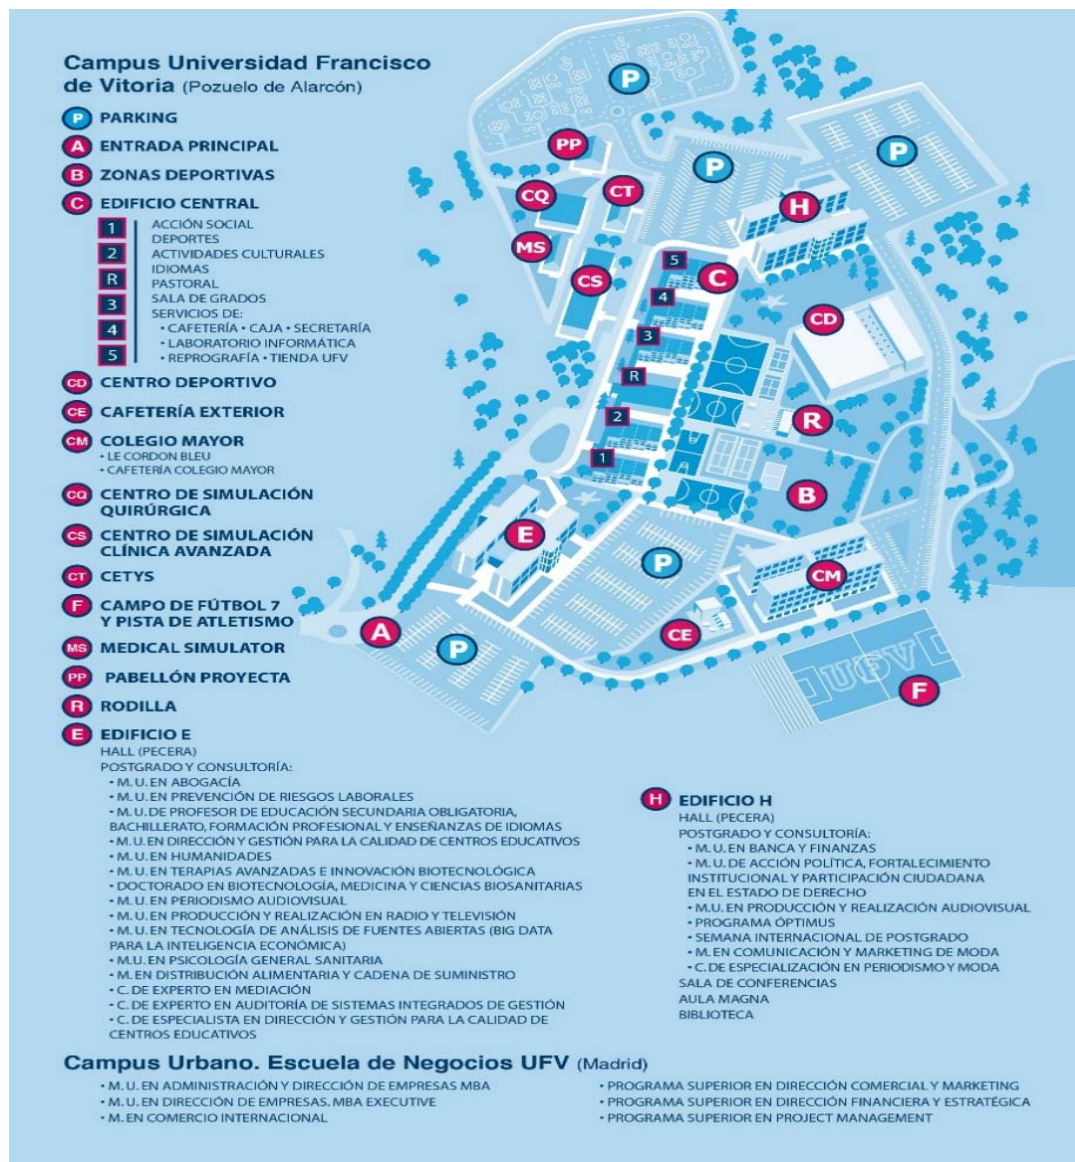 Campus Universidad Francisco
de Vitoria (Pozuelo de Alarcón)
P PARKING
A ENTRADA PRINCIPAL
B ZONAS DEPORTIVAS
C EDIFICIO CENTRAL
1 ACCIÓN SOCIAL
DEPORTES
2 ACTIVIDADES CULTURALES
R IDIOMAS
PASTORAL
3 SALA DE GRADOS
SERVICIOS DE:
4 • CAFETERÍA • CAJA • SECRETARÍA
• LABORATORIO INFORMÁTICA
5 • REPROGRAFÍA • TIENDA UFV
CD CENTRO DEPORTIVO
CE CAFETERÍA EXTERIOR
CM COLEGIO MAYOR
• LE CORDON BLEU
• CAFETERÍA COLEGIO MAYOR
CQ CENTRO DE SIMULACIÓN
QUIRÚRGICA
CS CENTRO DE SIMULACIÓN
CLÍNICA AVANZADA
CT CETYS
F CAMPO DE FÚTBOL 7
Y PISTA DE ATLETISMO
MS MEDICAL SIMULATOR
PP PABELLÓN PROYECTA
R RODILLA
E EDIFICIO E
HALL (PECERA)
POSTGRADO Y CONSULTORÍA:
• M. U. EN ABOGACÍA
• M. U. EN PREVENCIÓN DE RIESGOS LABORALES
• M. U. DE PROFESOR DE EDUCACIÓN SECUNDARIA OBLIGATORIA,
BACHILLERATO, FORMACIÓN PROFESIONAL Y ENSEÑANZAS DE IDIOMAS
• M. U. EN DIRECCIÓN Y GESTIÓN PARA LA CALIDAD DE CENTROS EDUCATIVOS
• M. U. EN HUMANIDADES
• M. U. EN TERAPIAS AVANZADAS E INNOVACIÓN BIOTECNOLÓGICA
• DOCTORADO EN BIOTECNOLOGÍA, MEDICINA Y CIENCIAS BIOSANITARIAS
• M. U. EN PERIODISMO AUDIOVISUAL
• M. U. EN PRODUCCIÓN Y REALIZACIÓN EN RADIO Y TELEVISIÓN
• M. U. EN TECNOLOGÍA DE ANÁLISIS DE FUENTES ABIERTAS (BIG DATA
PARA LA INTELIGENCIA ECONÓMICA)
• M.U. EN PSICOLOGÍA GENERAL SANITARIA
• M. EN DISTRIBUCIÓN ALIMENTARIA Y CADENA DE SUMINISTRO
• C. DE EXPERTO EN MEDIACIÓN
• C. DE EXPERTO EN AUDITORÍA DE SISTEMAS INTEGRADOS DE GESTIÓN
• C. DE ESPECIALISTA EN DIRECCIÓN Y GESTIÓN PARA LA CALIDAD DE
CENTROS EDUCATIVOS
P
PP
P
P
CQ
CT
H
MS
5
C
CS
4
CD
3
R
2
R
1
B
E
P
CM
A
P
CE
UFV
F
H EDIFICIO H
HALL (PECERA)
POSTGRADO Y CONSULTORÍA:
• M. U. EN BANCA Y FINANZAS
• M. U. DE ACCIÓN POLÍTICA, FORTALECIMIENTO
INSTITUCIONAL Y PARTICIPACIÓN CIUDADANA
EN EL ESTADO DE DERECHO
• M.U. EN PRODUCCIÓN Y REALIZACIÓN AUDIOVISUAL
• PROGRAMA ÓPTIMUS
• SEMANA INTERNACIONAL DE POSTGRADO
• M. EN COMUNICACIÓN Y MARKETING DE MODA
• C. DE ESPECIALIZACIÓN EN PERIODISMO Y MODA
SALA DE CONFERENCIAS
AULA MAGNA
BIBLIOTECA
Campus Urbano. Escuela de Negocios UFV (Madrid)
• M. U. EN ADMINISTRACIÓN Y DIRECCIÓN DE EMPRESAS MBA
• M. U. EN DIRECCIÓN DE EMPRESAS. MBA EXECUTIVE
• M. EN COMERCIO INTERNACIONAL
• PROGRAMA SUPERIOR EN DIRECCIÓN COMERCIAL Y MARKETING
• PROGRAMA SUPERIOR EN DIRECCIÓN FINANCIERA Y ESTRATÉGICA
• PROGRAMA SUPERIOR EN PROJECT MANAGEMENT